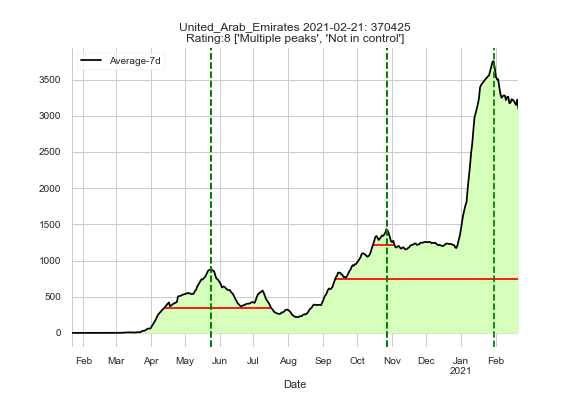 United_Arab_Emirates 2021-02-21: 370425
Rating:8 ['Multiple peaks', 'Not in control']
Average-7d
3500
3000
2500
2000
1500
1000
500
0
Feb Mar Apr May Jun Jul Aug Sep Oct Nov Dec Jan Feb
2021
Date